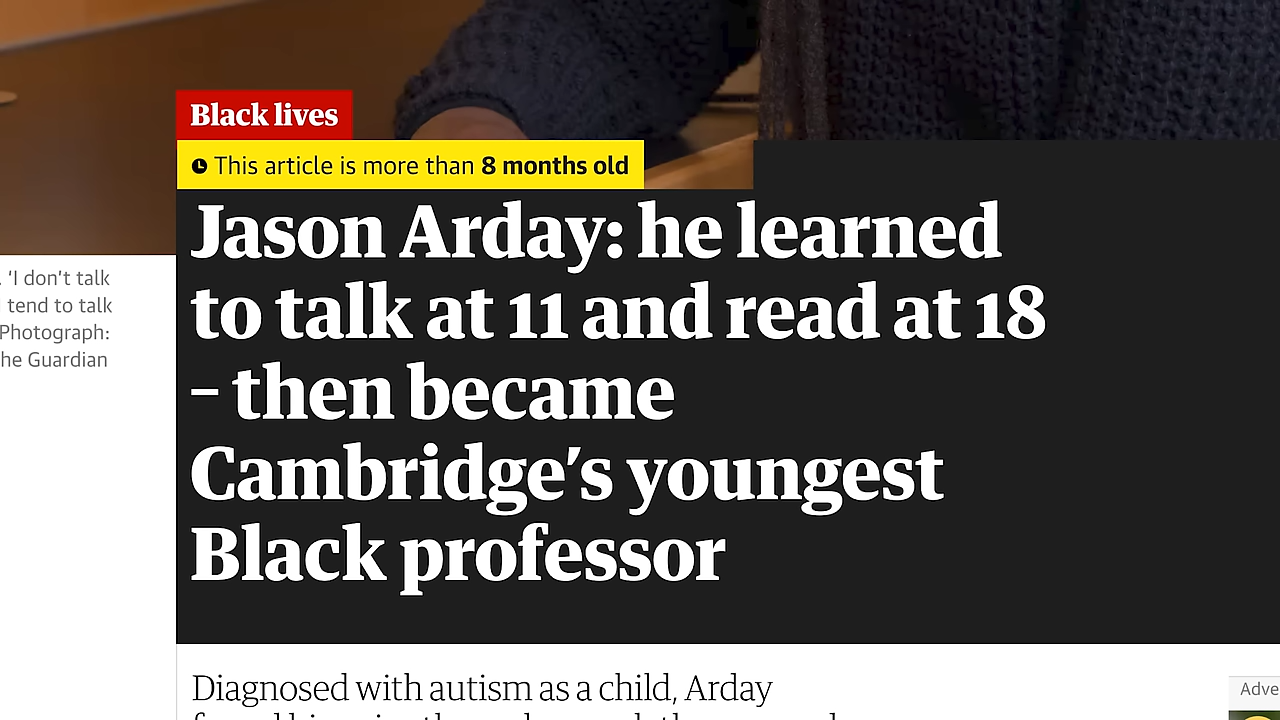 Black lives
This article is more than 8 months old
Jason Arday: he learned
to talk at 11 and read at 18
– then became
Cambridge’s youngest
Black professor
. ‘I don’t talk
tend to talk
Photograph:
he Guardian
Diagnosed with autism as a child, Arday
Adve